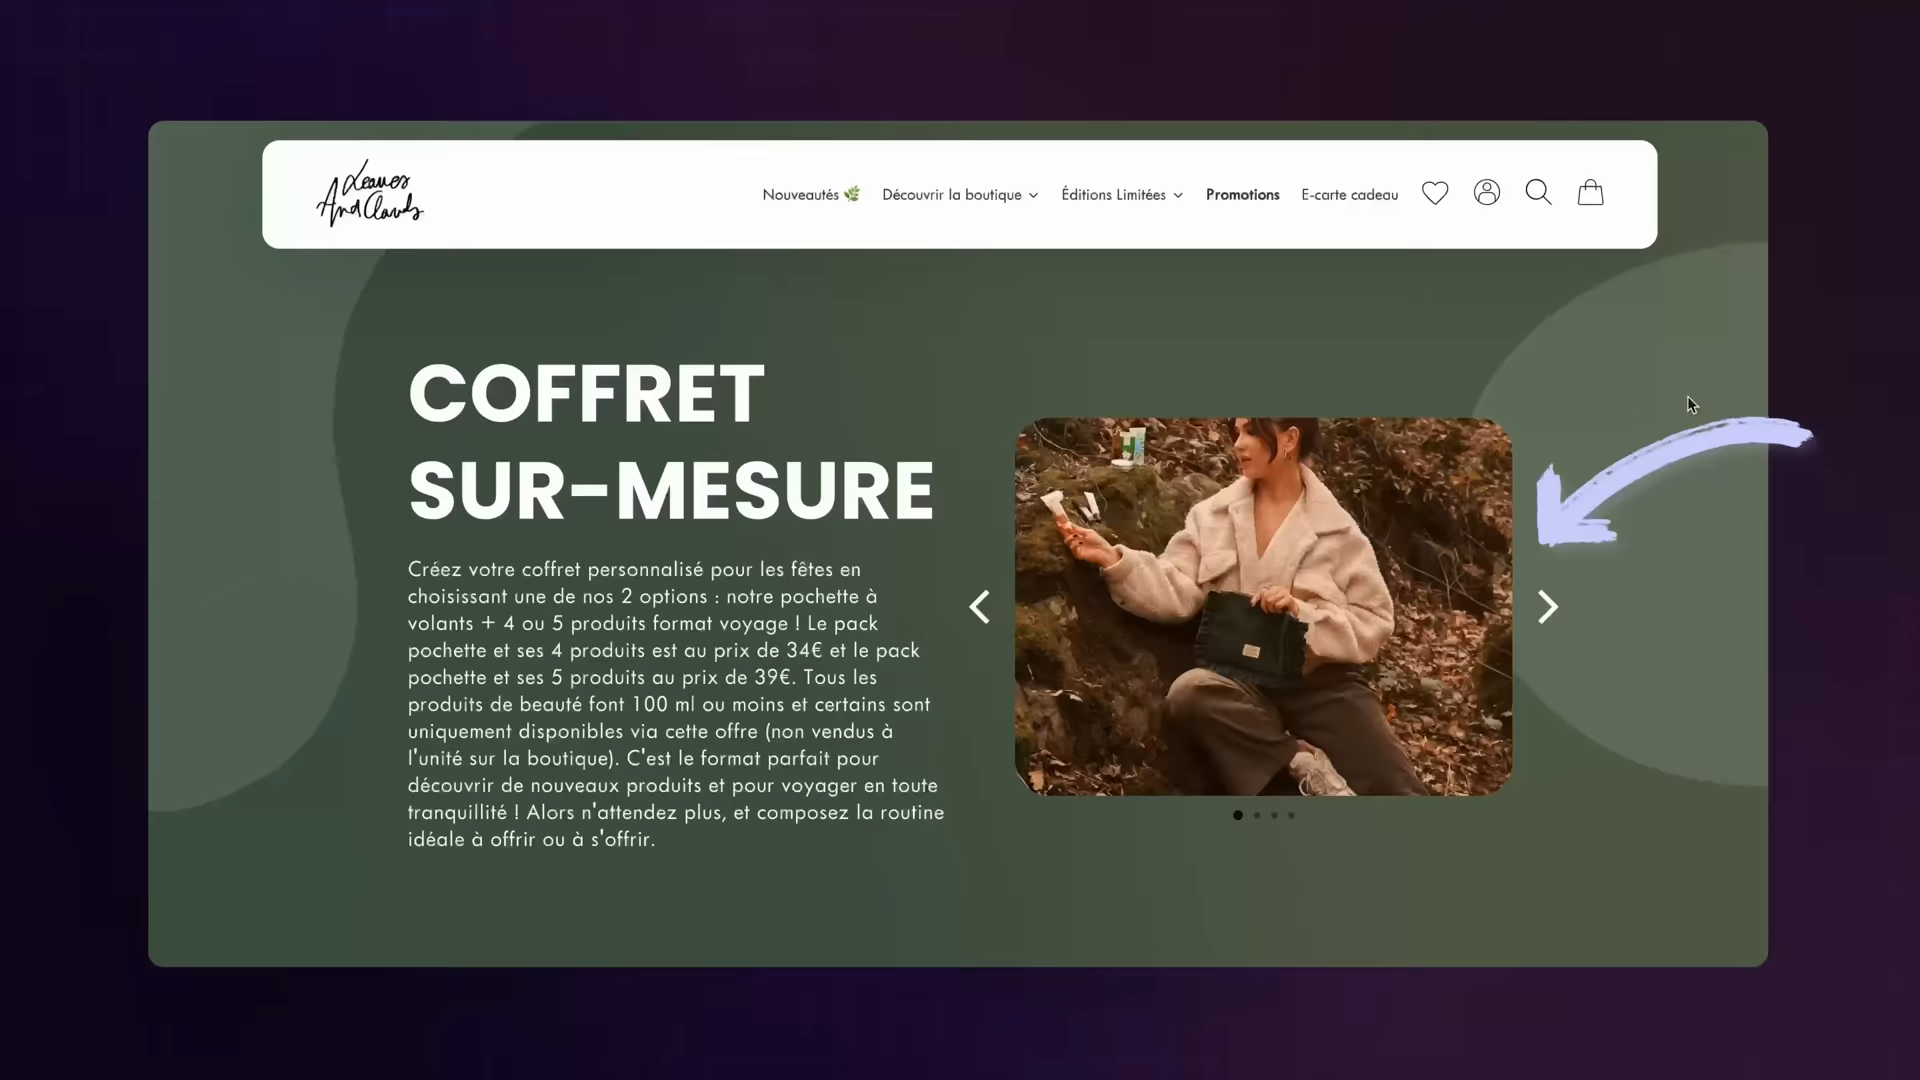 Leaves
And Clouds
Nouveautés 🌿 Découvrir la boutique Éditions Limitées Promotions E-carte cadeau
COFFRET
SUR-MESURE
Créez votre coffret personnalisé pour les fêtes en
choisissant une de nos 2 options : notre pochette à
volants + 4 ou 5 produits format voyage ! Le pack
pochette et ses 4 produits est au prix de 34€ et le pack
pochette et ses 5 produits au prix de 39€. Tous les
produits de beauté font 100 ml ou moins et certains sont
uniquement disponibles via cette offre (non vendus à
l'unité sur la boutique). C'est le format parfait pour
découvrir de nouveaux produits et pour voyager en toute
tranquillité ! Alors n'attendez plus, et composez la routine
idéale à offrir ou à s'offrir.